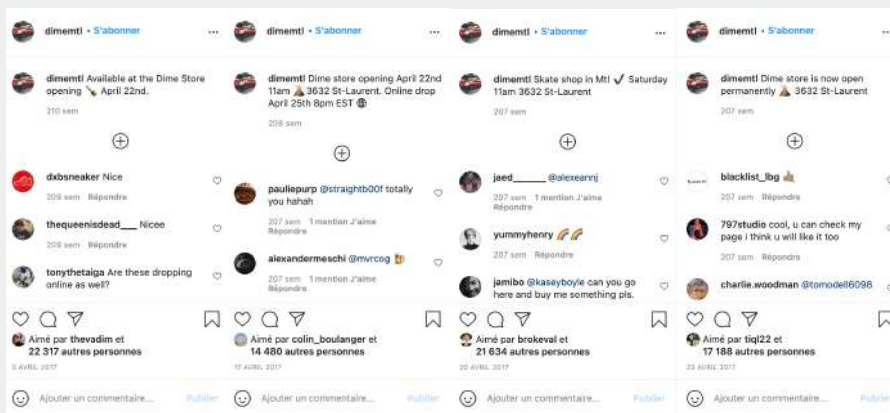 dimemtl • S'abonner
dimemtl Available at the Dime Store
opening 🍾 April 22nd.
210 sem
dxbsneaker Nice
209 sem Répondre
thequeenisdead___ Nicee
209 sem Répondre
tonythetaiga Are these dropping
online as well?
Aimé par thevadim et
22 317 autres personnes
5 AVRIL 2017
Ajouter un commentaire... Publier
dimemtl • S'abonner
dimemtl Dime store opening April 22nd
11am 3632 St-Laurent. Online drop
April 25th 8pm EST 🌐
208 sem
pauliepurp @straightb00f totally
you hahah
207 sem 1 mention J'aime
Répondre
alexandermeschi @mvrcog
207 sem 1 mention J'aime
Répondre
Aimé par colin_boulanger et
14 480 autres personnes
17 AVRIL 2017
Ajouter un commentaire... Publier
dimemtl • S'abonner
dimemtl Skate shop in Mtl ✓ Saturday
11am 3632 St-Laurent
207 sem
jaed______ @alexeannj
207 sem 1 mention J'aime
Répondre
yummyhenry 🌈🌈
207 sem Répondre
jamibo @kaseyboyle can you go
here and buy me something pls.
Aimé par brokeval et
21 634 autres personnes
20 AVRIL 2017
Ajouter un commentaire... Publier
dimemtl • S'abonner
dimemtl Dime store is now open
permanently 3632 St-Laurent
207 sem
blacklist_lbg
207 sem Répondre
797studio cool, u can check my
page i think u will like it too
207 sem Répondre
charlie.woodman @tomodell6098
Aimé par tiql22 et
17 188 autres personnes
23 AVRIL 2017
Ajouter un commentaire...